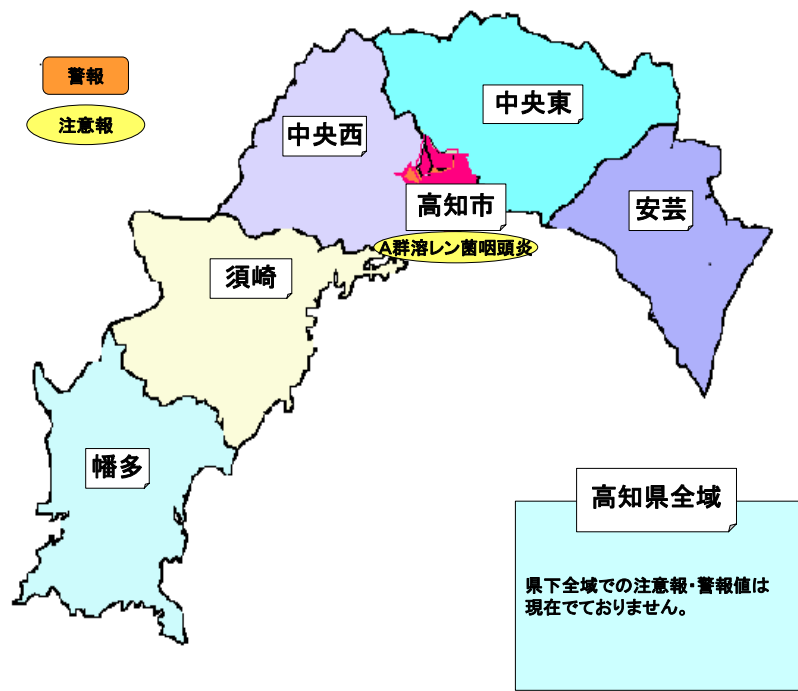 警報
注意報
中央東
中央西
高知市
安芸
A群溶レン菌咽頭炎
須崎
幡多
高知県全域
県下全域での注意報・警報値は
現在でておりません。